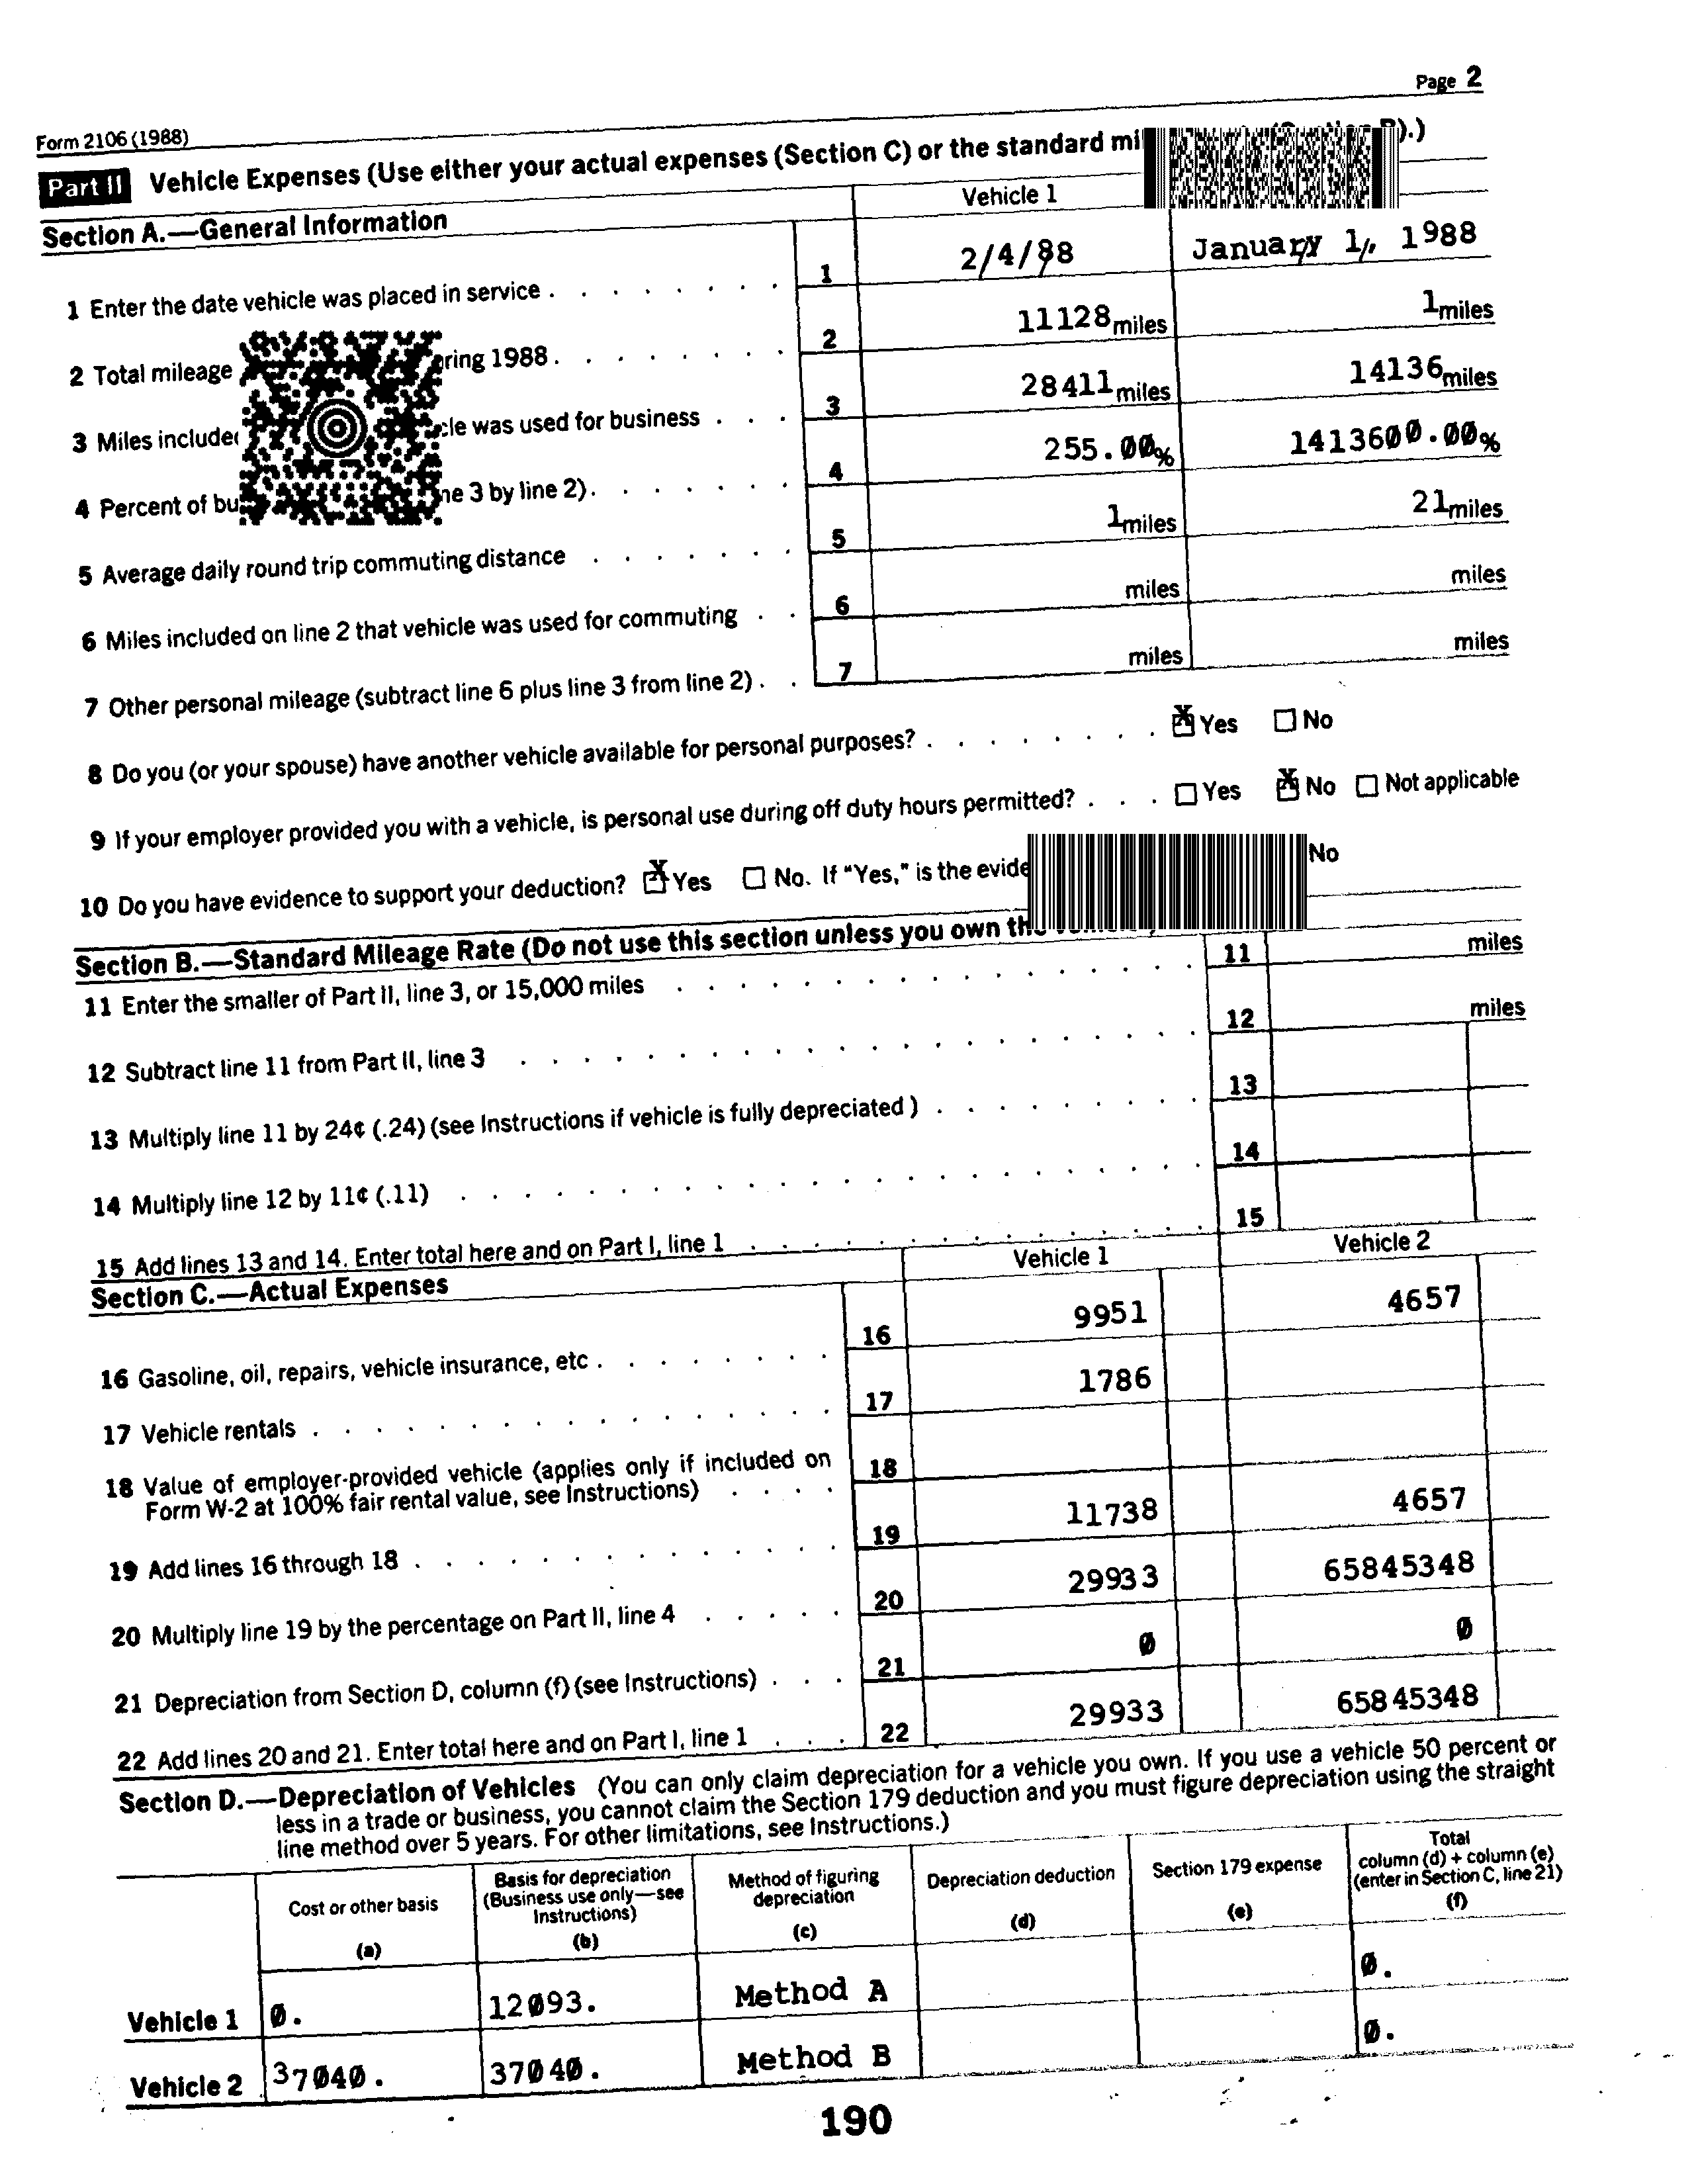 Page 2
Form 2106 (1988)
Part II Vehicle Expenses (Use either your actual expenses (Section C) or the standard ).)
Section A.—General Information Vehicle 1
1 Enter the date vehicle was placed in service . . . . . . . . 1 2/4/88 January 1, 1988
2 Total mileage 1988 . . . . . . . . 2 11128 miles 1 miles
3 Miles was used for business . . . 3 28411 miles 14136 miles
4 Percent of 3 by line 2) . . . . . . . 4 255.00% 1413600.00%
5 Average daily round trip commuting distance . . . . . . . 5 1 miles 21 miles
6 Miles included on line 2 that vehicle was used for commuting . . 6 miles miles
7 Other personal mileage (subtract line 6 plus line 3 from line 2) . . 7 miles miles
8 Do you (or your spouse) have another vehicle available for personal purposes? . . . . . . . . X Yes No
9 If your employer provided you with a vehicle, is personal use during off duty hours permitted? . . . Yes X No Not applicable
10 Do you have evidence to support your deduction? X Yes No. If "Yes," is the No
Section B.—Standard Mileage Rate (Do not use this section unless you own
11 Enter the smaller of Part II, line 3, or 15,000 miles . . . . . . . . . . . . . . . . . 11 miles
12 Subtract line 11 from Part II, line 3 . . . . . . . . . . . . . . . . . . . . . . 12 miles
13 Multiply line 11 by 24¢ (.24) (see Instructions if vehicle is fully depreciated ) . . . . . . . . . 13
14 Multiply line 12 by 11¢ (.11) . . . . . . . . . . . . . . . . . . . . . . . 14
15 Add lines 13 and 14. Enter total here and on Part I, line 1 . . . . . . . . . . . . . . . 15
Section C.—Actual Expenses Vehicle 1 Vehicle 2
16 Gasoline, oil, repairs, vehicle insurance, etc . . . . . . . . 16 9951 4657
17 Vehicle rentals . . . . . . . . . . . . . . . . . 17 1786
18 Value of employer-provided vehicle (applies only if included on
Form W-2 at 100% fair rental value, see Instructions) . . . . 18
19 Add lines 16 through 18 . . . . . . . . . . . . . . 19 11738 4657
20 Multiply line 19 by the percentage on Part II, line 4 . . . . . 20 29933 65845348
21 Depreciation from Section D, column (f) (see Instructions) . . . 21 0 0
22 Add lines 20 and 21. Enter total here and on Part I, line 1 . . . 22 29933 65845348
Section D.—Depreciation of Vehicles (You can only claim depreciation for a vehicle you own. If you use a vehicle 50 percent or
less in a trade or business, you cannot claim the Section 179 deduction and you must figure depreciation using the straight
line method over 5 years. For other limitations, see Instructions.)
Cost or other basis (a)
Basis for depreciation (Business use only—see Instructions) (b)
Method of figuring depreciation (c)
Depreciation deduction (d)
Section 179 expense (e)
Total column (d) + column (e) (enter in Section C, line 21) (f)
Vehicle 1 0. 12093. Method A 0.
Vehicle 2 37040. 37040. Method B 0.
190